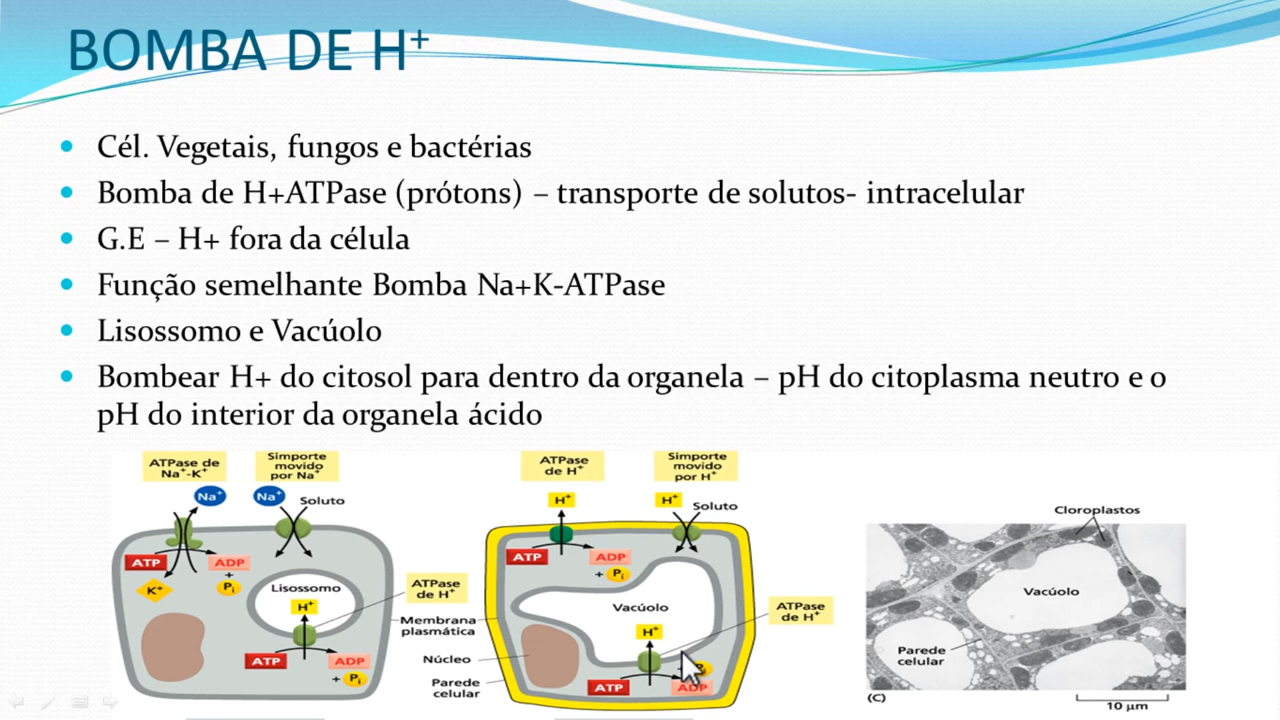 BOMBA DE H⁺
Cél. Vegetais, fungos e bactérias
Bomba de H+ATPase (prótons) – transporte de solutos- intracelular
G.E – H+ fora da célula
Função semelhante Bomba Na+K-ATPase
Lisossomo e Vacúolo
Bombear H+ do citosol para dentro da organela – pH do citoplasma neutro e o
pH do interior da organela ácido
ATPase de
Na⁺-K⁺
Simporte
movido
por Na⁺
Na⁺
Na⁺
Soluto
ATP
ADP
+
Pi
K⁺
Lisossomo
H⁺
ATP
ADP
+ Pi
ATPase
de H⁺
Membrana
plasmática
Núcleo
Parede
celular
ATPase
de H⁺
Simporte
movido
por H⁺
H⁺
H⁺
Soluto
ATP
ADP
+ Pi
Vacúolo
H⁺
ATP
ADP
ATPase
de H⁺
Cloroplastos
Vacúolo
Parede
celular
(C)
10 μm